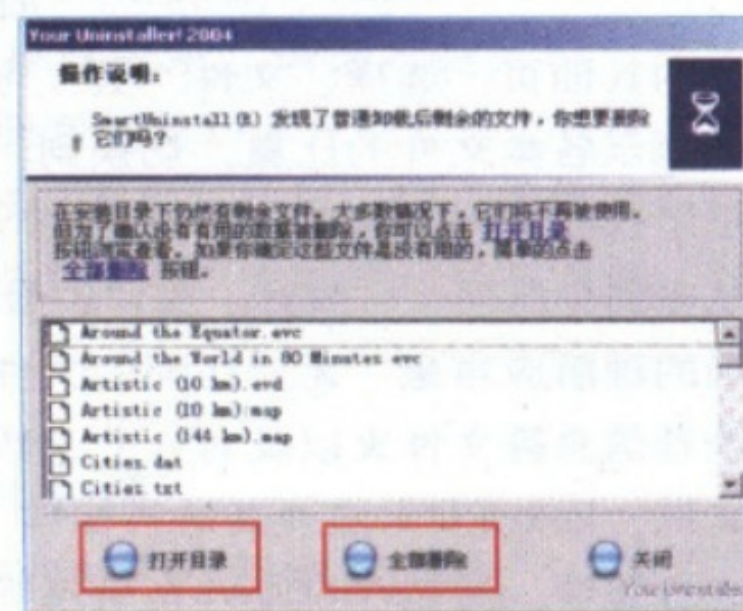 Your Uninstaller! 2004
操作说明：
SmartUninstall(R) 发现了普通卸载后剩余的文件，你想要删除
它们吗？
在安装目录下仍然有剩余文件。大多数情况下，它们将不再被使用。
但为了确认没有有用的数据被删除，你可以点击 打开目录
按钮浏览查看。如果你确定这些文件是没有用的，简单的点击
全部删除 按钮。
Around the Equator.evc
Around the World in 80 Minutes evc
Artistic (10 km).evd
Artistic (10 km).map
Artistic (144 km).map
Cities.dat
Cities.txt
打开目录
全部删除
关闭
Your Uninstaller